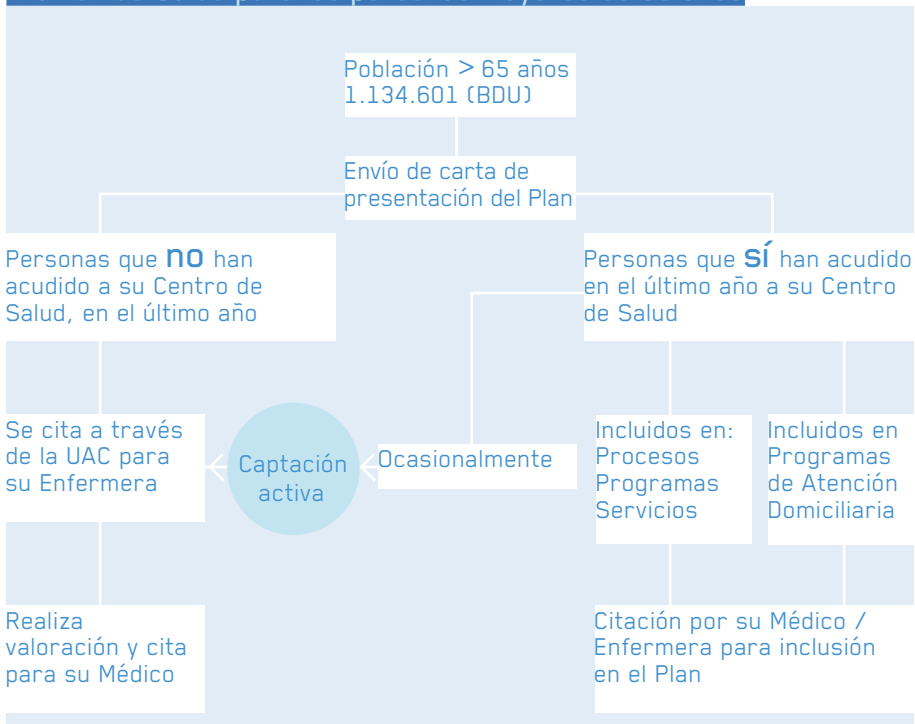 Población > 65 años
1.134.601 (BDU)
Envío de carta de
presentación del Plan
Personas que no han
acudido a su Centro de
Salud, en el último año
Personas que sí han acudido
en el último año a su Centro
de Salud
Se cita a través
de la UAC para
su Enfermera
Captación
activa
Ocasionalmente
Incluidos en:
Procesos
Programas
Servicios
Incluidos en
Programas
de Atención
Domiciliaria
Realiza
valoración y cita
para su Médico
Citación por su Médico /
Enfermera para inclusión
en el Plan